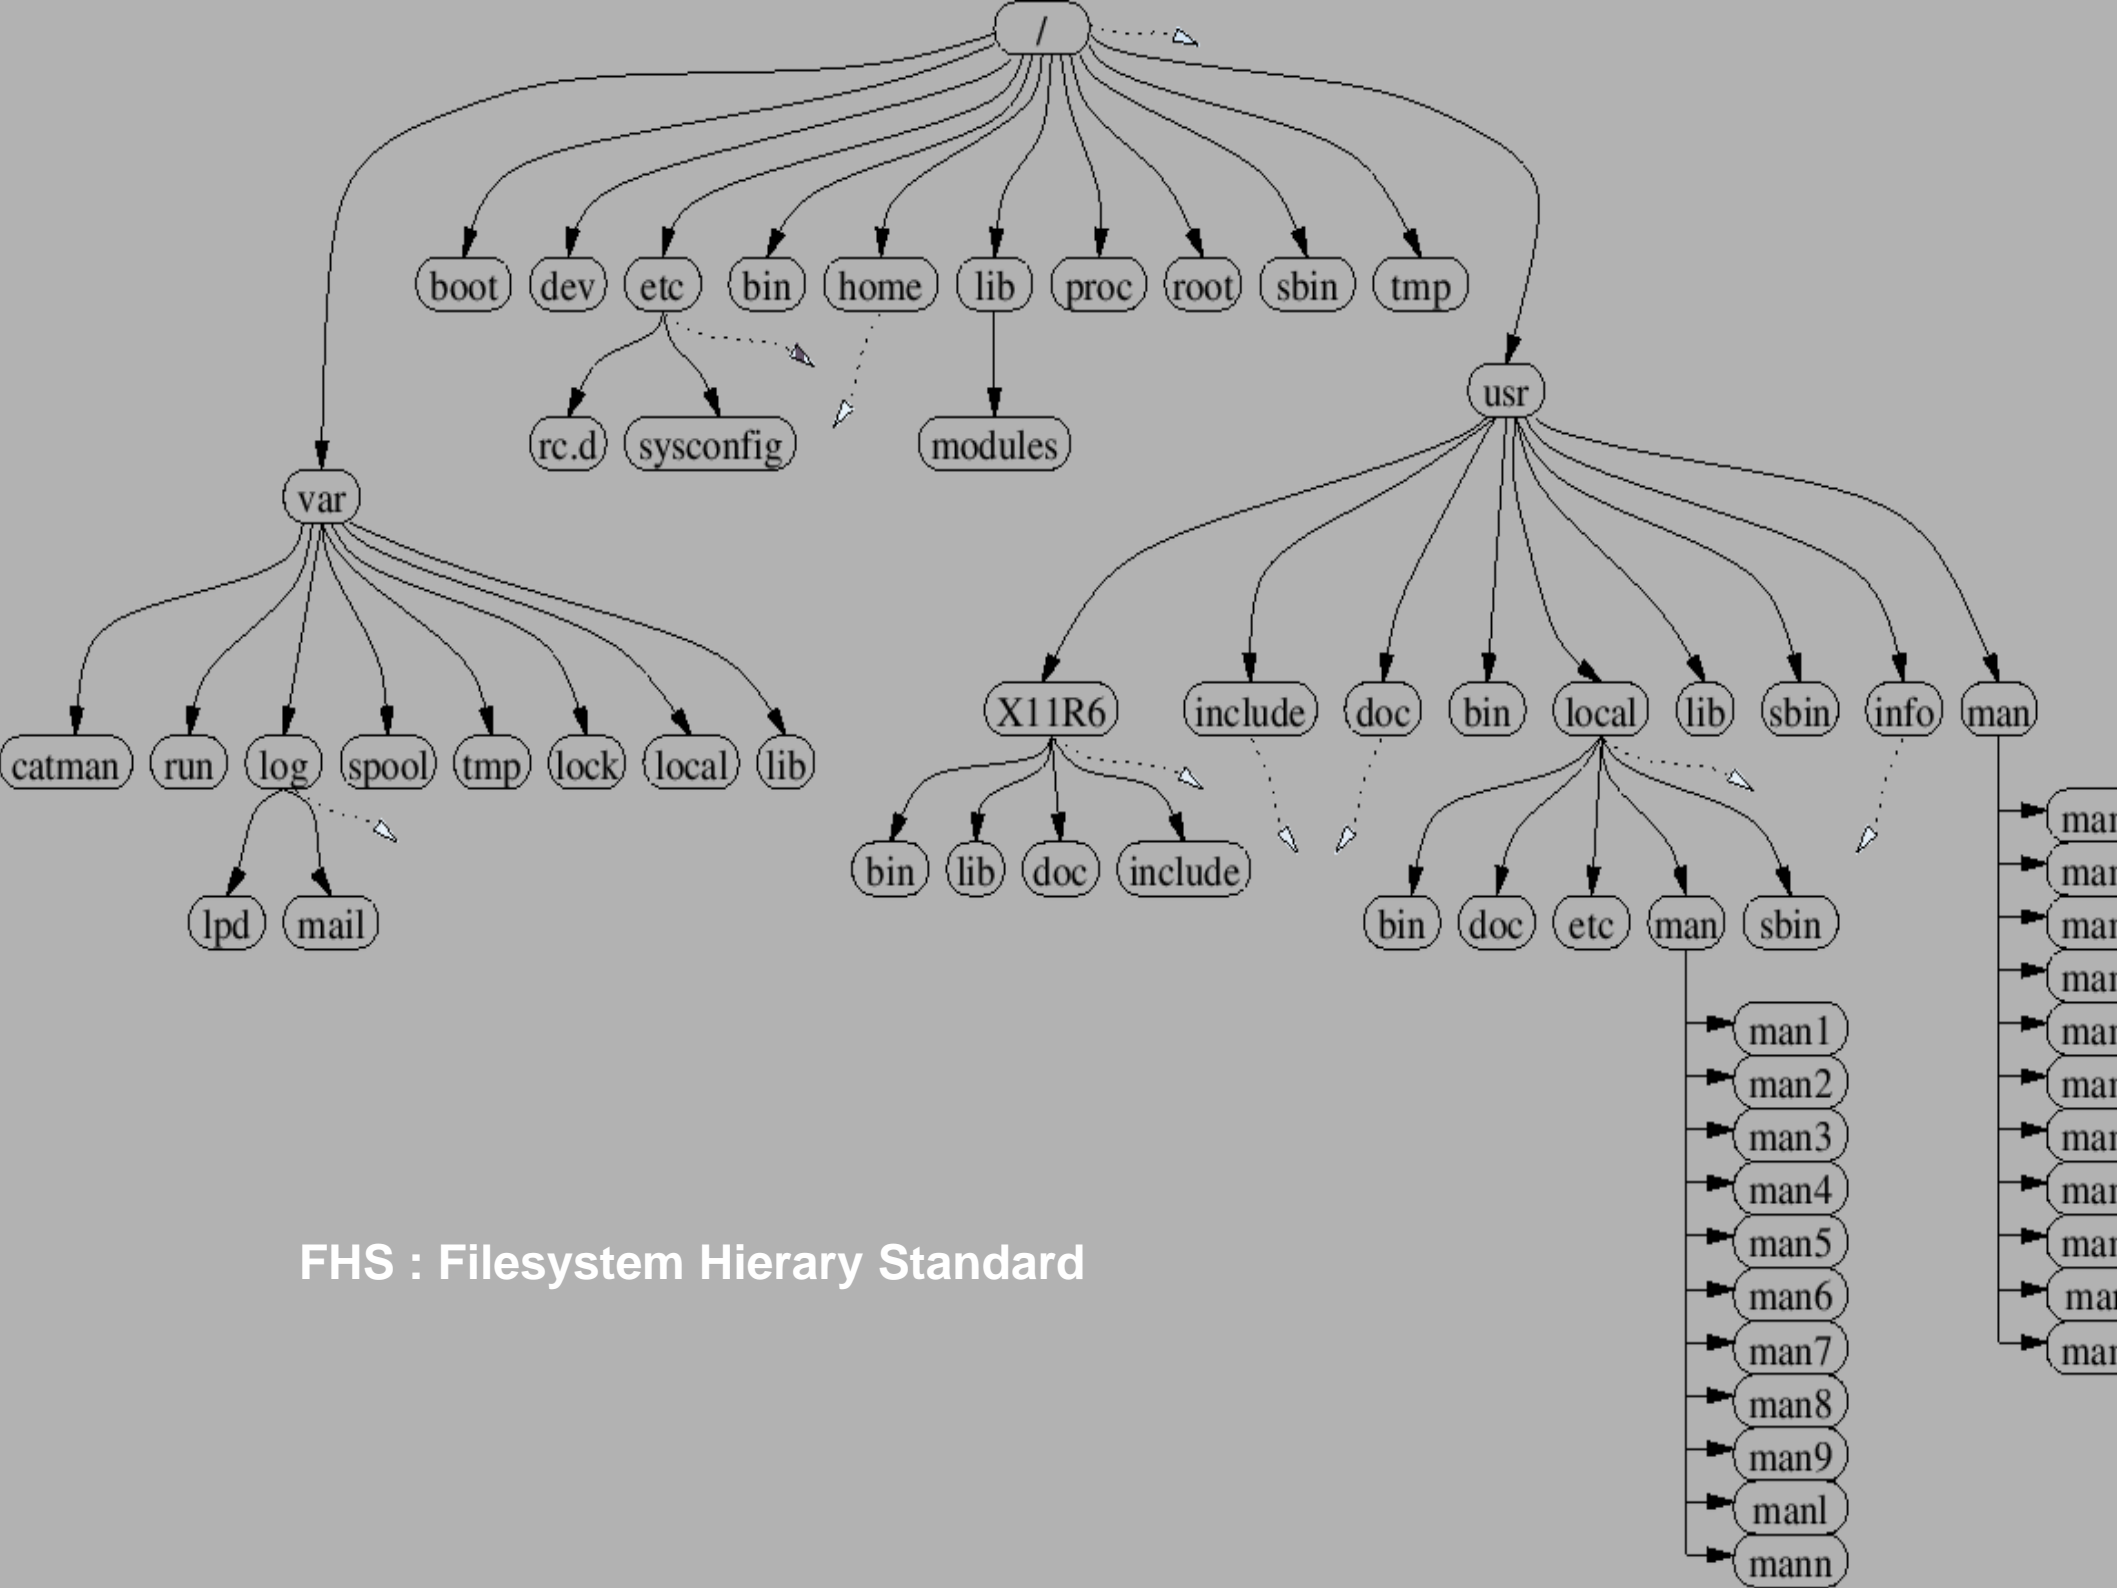 /
boot dev etc bin home lib proc root sbin tmp
usr
rc.d sysconfig modules
var
X11R6 include doc bin local lib sbin info man
catman run log spool tmp lock local lib
bin lib doc include
lpd mail
bin doc etc man sbin
man1
man2
man3
man4
man5
man6
man7
man8
man9
manl
mann
FHS : Filesystem Hierary Standard